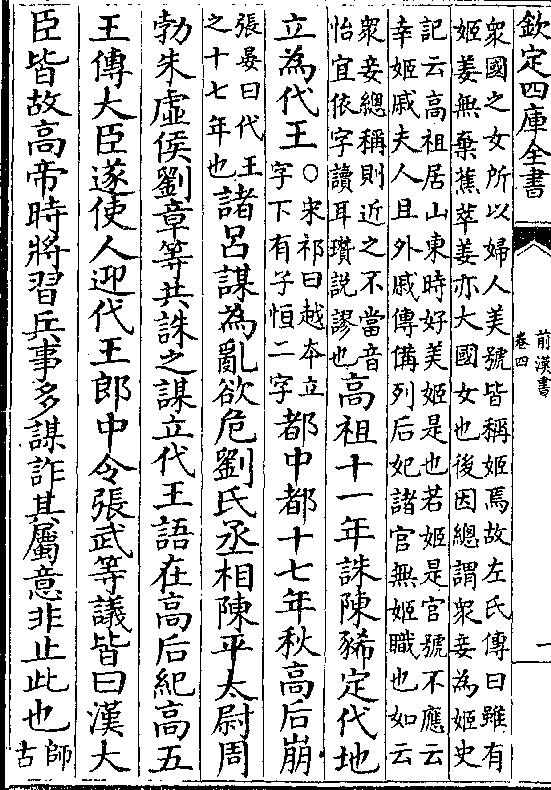 欽定四庫全書
前漢書
卷四
一
衆國之女所以婦人美號皆稱姬焉故左氏傳曰雖有
姬姜無棄蕉萃姜亦大國女也後因總謂衆妾為姬史
記云高祖居山東時好美姬是也若姬是官號不應云
幸姬戚夫人且外戚傳備列后妃諸官無姬職也如云
衆妾總稱則近之不當音
怡宜依字讀耳瓚説謬也
高祖十一年誅陳豨定代地
立為代王
○宋祁曰越夲立
字下有子恒二字
都中都十七年秋高后崩
張晏曰代王
之十七年也
諸呂謀為亂欲危劉氏丞相陳平太尉周
勃朱虛侯劉章等共誅之謀立代王語在高后紀高五
王傳大臣遂使人迎代王郎中令張武等議皆曰漢大
臣皆故高帝時將習兵事多謀詐其屬意非止此也
師
古